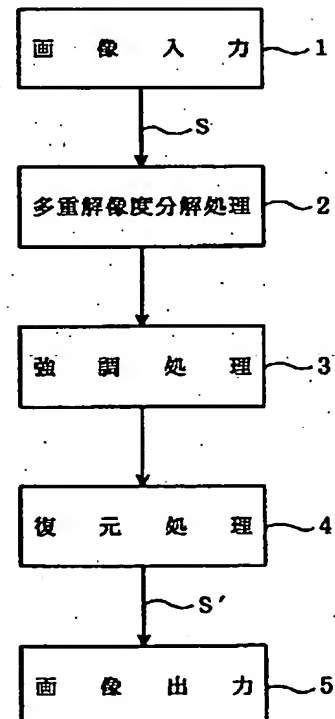 画像入力 1
S
多重解像度分解処理 2
強調処理 3
復元処理 4
S′
画像出力 5